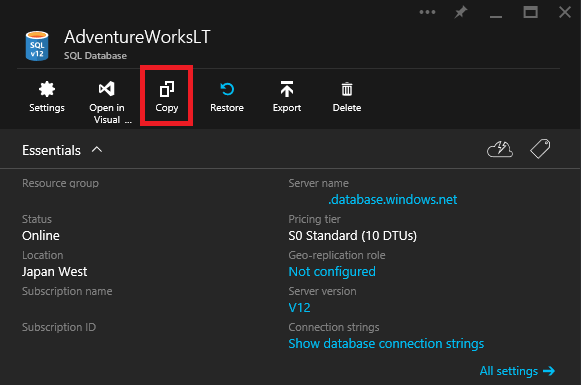 SQL
v12
AdventureWorksLT
SQL Database
Settings
Open in
Visual ...
Copy
Restore
Export
Delete
Essentials
Resource group
Server name
.database.windows.net
Status
Pricing tier
Online
S0 Standard (10 DTUs)
Location
Geo-replication role
Japan West
Not configured
Subscription name
Server version
V12
Subscription ID
Connection strings
Show database connection strings
All settings